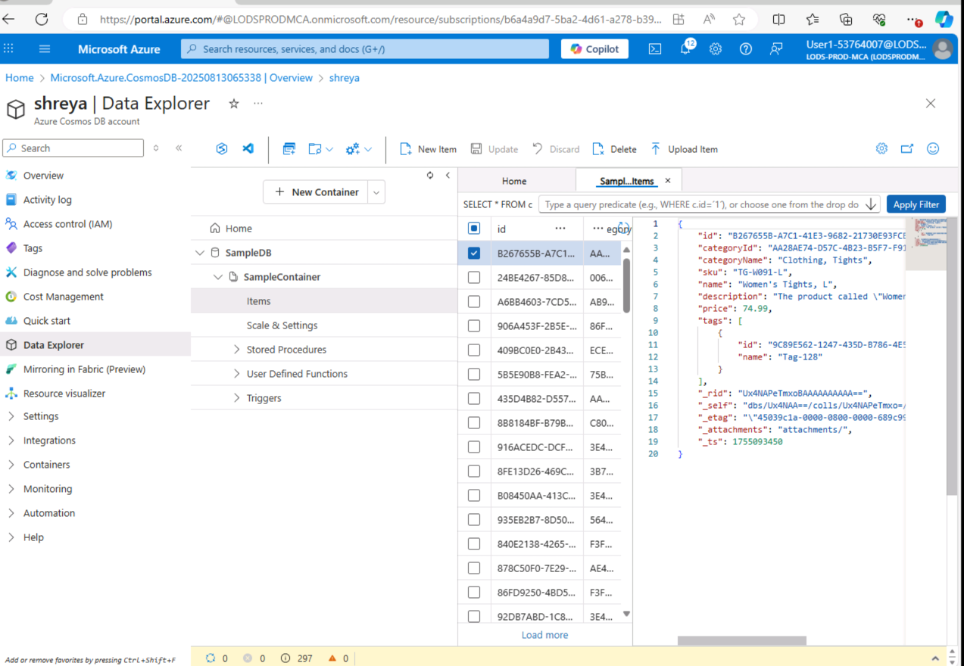 https://portal.azure.com/#@LODSPRODMCA.onmicrosoft.com/resource/subscriptions/b6a4a9d7-5ba2-4d61-a278-b39...
Microsoft Azure
Search resources, services, and docs (G+/)
Copilot
12
User1-53764007@LODS...
LODS-PROD-MCA (LODSPRODM...
Home > Microsoft.Azure.CosmosDB-20250813065338 | Overview > shreya
shreya | Data Explorer
Azure Cosmos DB account
Search
New Item
Update
Discard
Delete
Upload Item
Overview
Activity log
Access control (IAM)
Tags
Diagnose and solve problems
Cost Management
Quick start
Data Explorer
Mirroring in Fabric (Preview)
Resource visualizer
Settings
Integrations
Containers
Monitoring
Automation
Help
Add or remove favorites by pressing Ctrl+Shift+F
New Container
Home
SampleDB
SampleContainer
Items
Scale & Settings
Stored Procedures
User Defined Functions
Triggers
Home
Sampl...Items
SELECT * FROM c
Type a query predicate (e.g., WHERE c.id='1'), or choose one from the drop do
Apply Filter
id ... ...
B267655B-A7C1... AA...
24BE4267-85D8... 006...
A6BB4603-7CD5... AB9...
906A453F-2B5E-... 86F...
409BC0E0-2B43... ECE...
5B5E90B8-FEA2-... 75B...
435D4B82-D557... AA...
8B8184BF-B79B... C80...
916ACEDC-DCF... 3E4...
8FE13D26-469C... 3B7...
B08450AA-413C... 3E4...
935EB2B7-8D50... 564...
840E2138-4265-... F3F...
878C50F0-7E29-... AE4...
86FD9250-4BD5... F3F...
92DB7ABD-1C8... 3E4...
Load more
1 {
2 "id": "B267655B-A7C1-41E3-9682-21730E93FCE
3 "categoryId": "AA28AE74-D57C-4B23-B5F7-F91
4 "categoryName": "Clothing, Tights",
5 "sku": "TG-W091-L",
6 "name": "Women's Tights, L",
7 "description": "The product called \"Women
8 "price": 74.99,
9 "tags": [
10 {
11 "id": "9C89E562-1247-435D-B786-4E5
12 "name": "Tag-128"
13 }
14 ],
15 "_rid": "Ux4NAPeTmxoBAAAAAAAAAA==",
16 "_self": "dbs/Ux4NAA==/colls/Ux4NAPeTmxo=/
17 "_etag": "\"45039c1a-0000-0800-0000-689c99
18 "_attachments": "attachments/",
19 "_ts": 1755093450
20 }
0 0 297 0